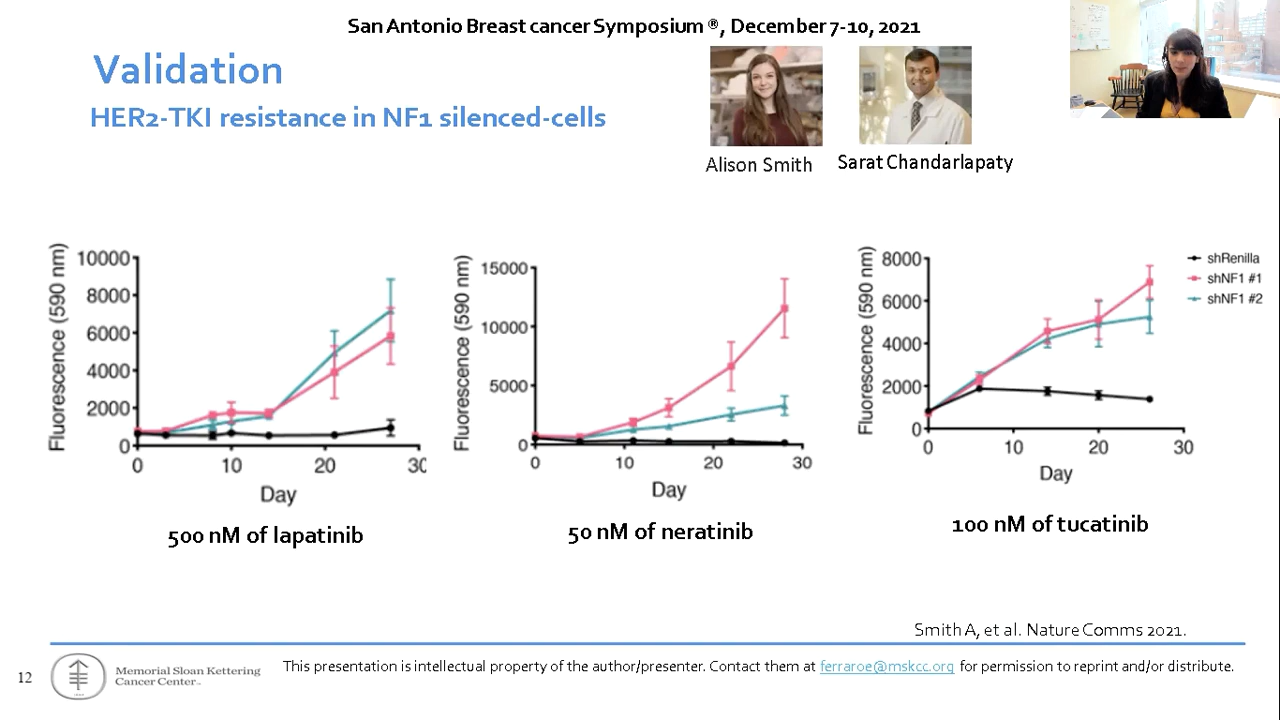 San Antonio Breast cancer Symposium ®, December 7-10, 2021
Validation
HER2-TKI resistance in NF1 silenced-cells
Alison Smith
Sarat Chandarlapaty
Fluorescence (590 nm)
10000
8000
6000
4000
2000
0
0 10 20 30
Day
500 nM of lapatinib
Fluorescence (590 nm)
15000
10000
5000
0
0 10 20 30
Day
50 nM of neratinib
Fluorescence (590 nm)
8000
6000
4000
2000
0
0 10 20 30
Day
100 nM of tucatinib
shRenilla
shNF1 #1
shNF1 #2
Smith A, et al. Nature Comms 2021.
12
Memorial Sloan Kettering
Cancer Center
This presentation is intellectual property of the author/presenter. Contact them at ferraroe@mskcc.org for permission to reprint and/or distribute.